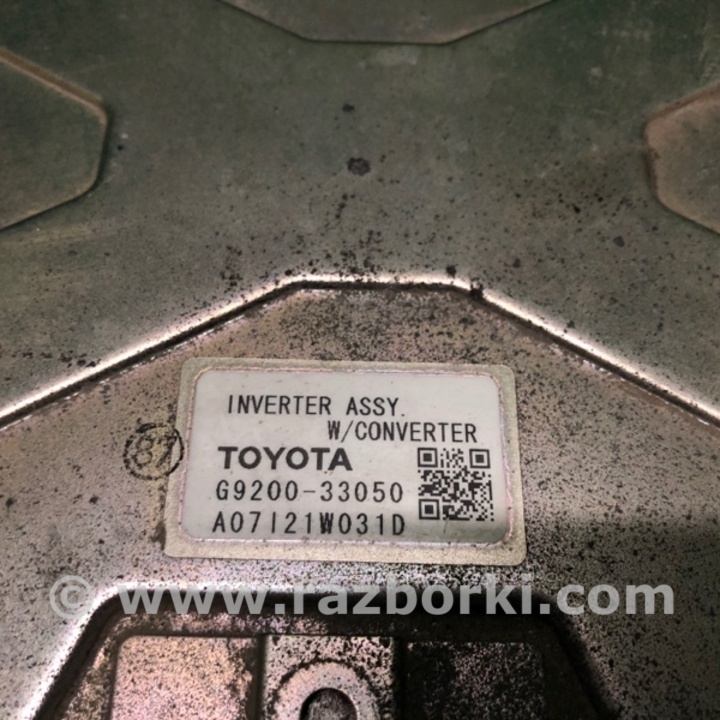 INVERTER ASSY.
W/CONVERTER
TOYOTA
G9200-33050
A07I21W031D
87
© www.razborki.com